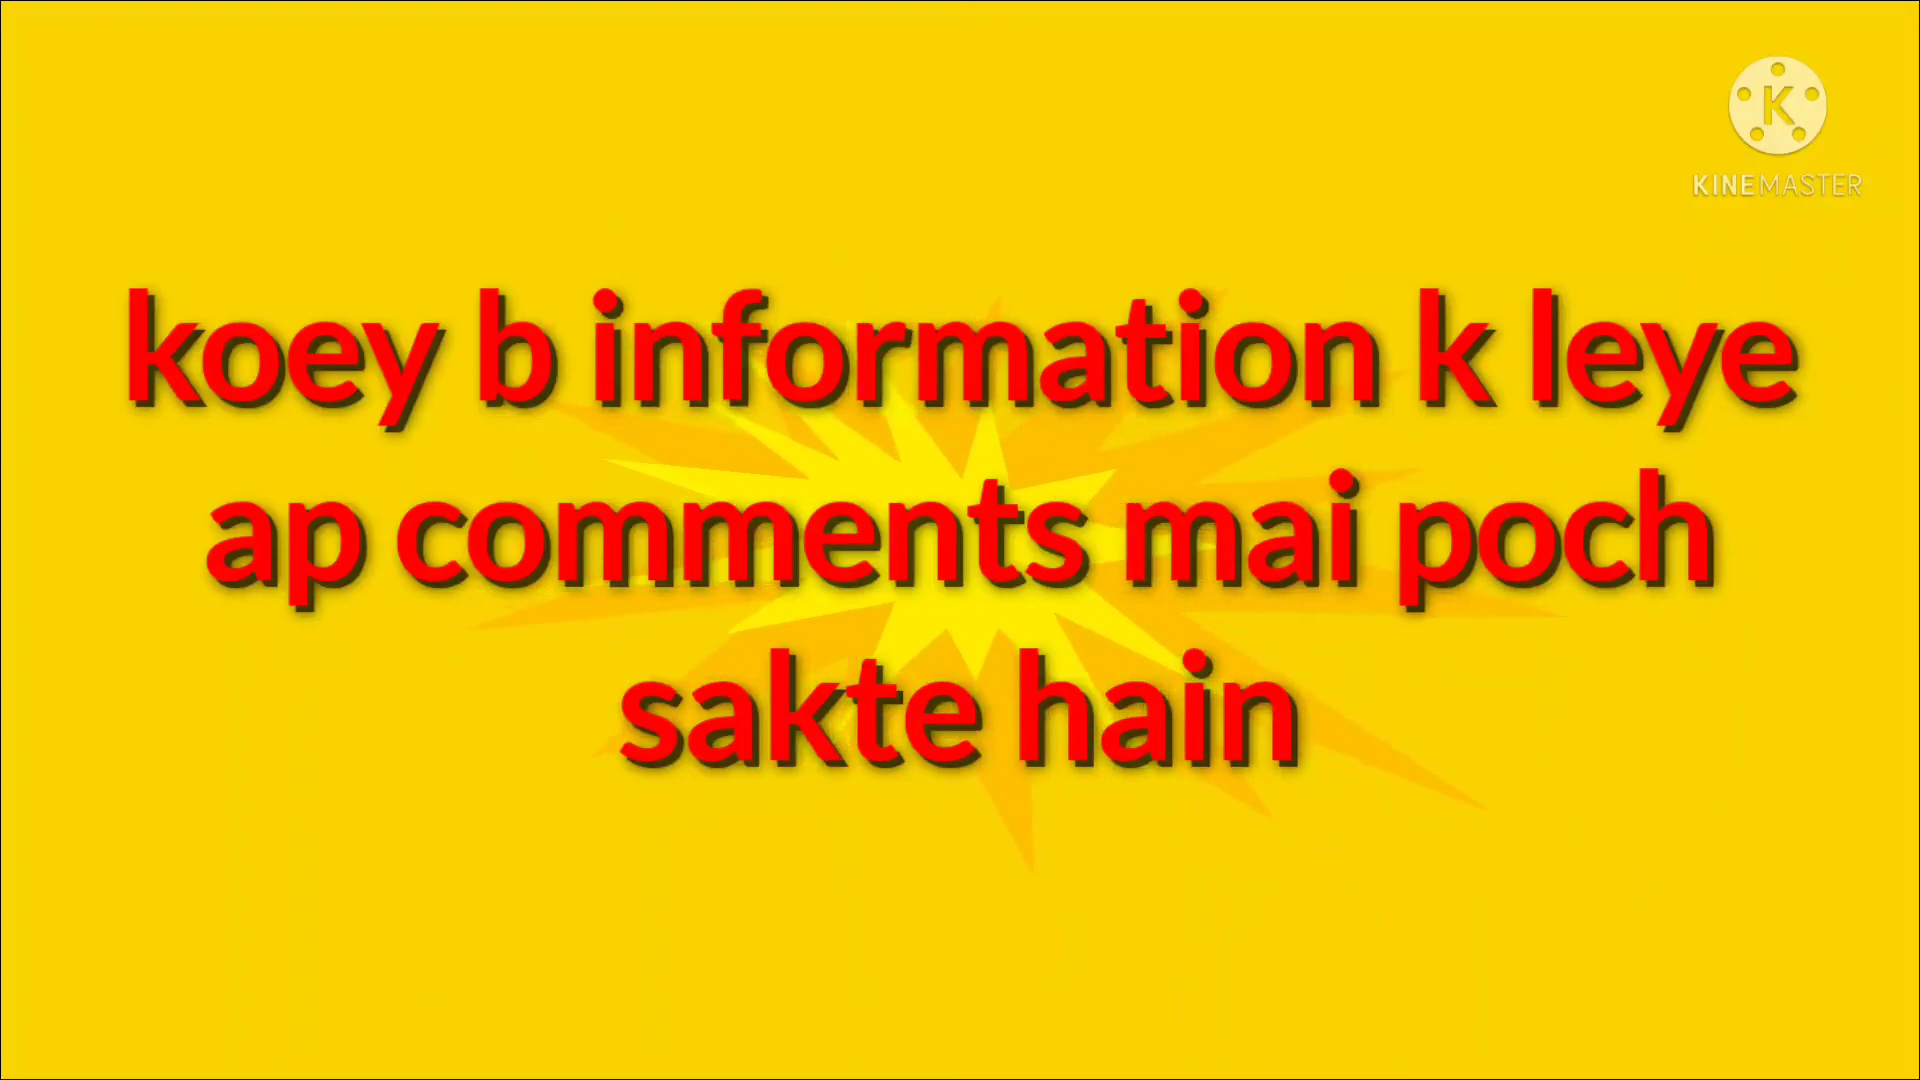 K
KINEMASTER
koey b information k leye
ap comments mai poch
sakte hain